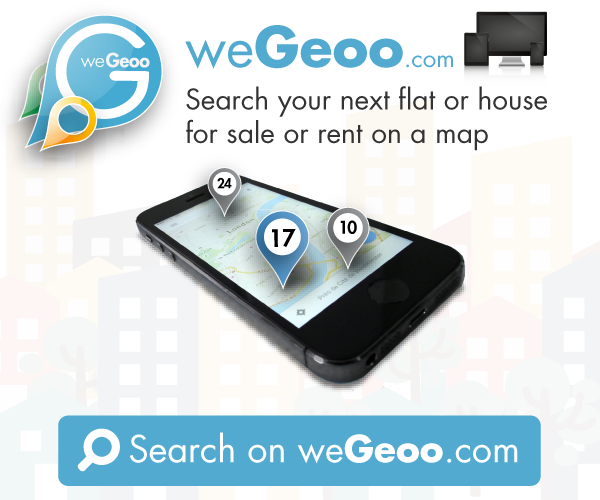 weGeoo
weGeoo.com
Search your next flat or house
for sale or rent on a map
24
17
10
London
Search on weGeoo.com